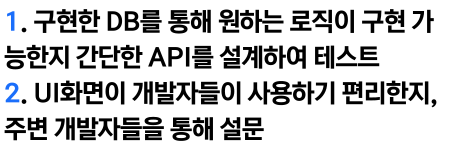 1. 구현한 DB를 통해 원하는 로직이 구현 가
능한지 간단한 API를 설계하여 테스트
2. UI화면이 개발자들이 사용하기 편리한지,
주변 개발자들을 통해 설문